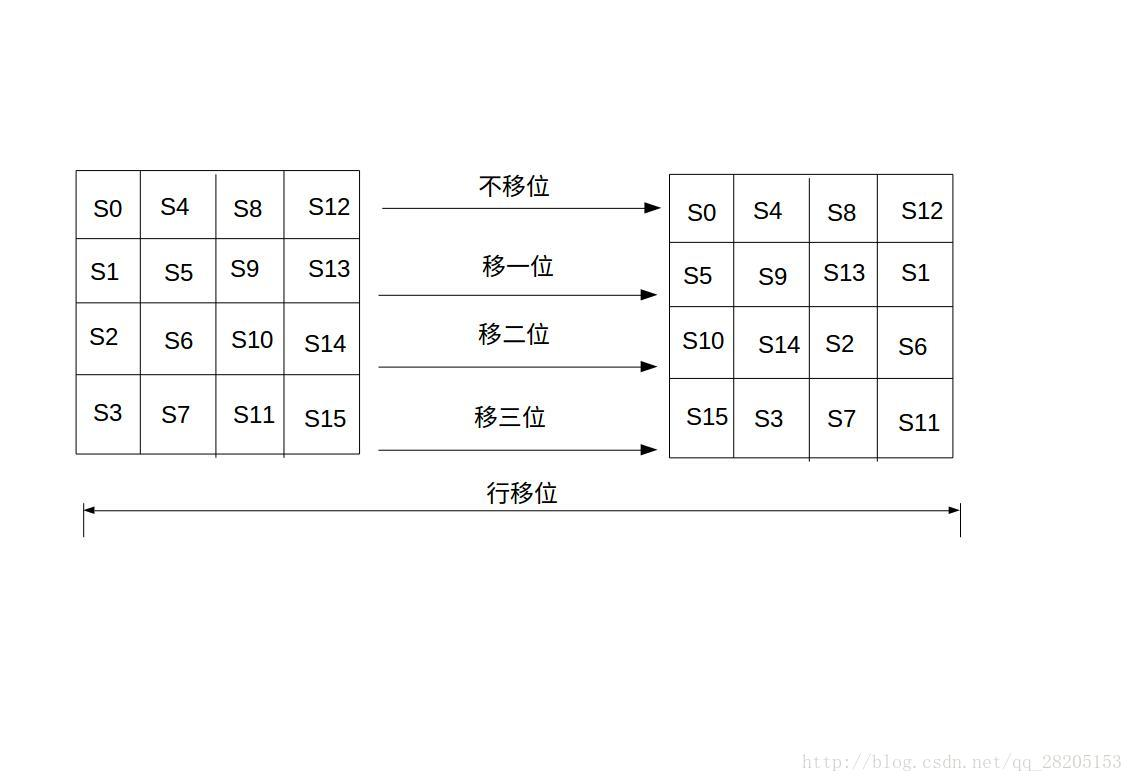 S0 S4 S8 S12 不移位 S0 S4 S8 S12
S1 S5 S9 S13 移一位 S5 S9 S13 S1
S2 S6 S10 S14 移二位 S10 S14 S2 S6
S3 S7 S11 S15 移三位 S15 S3 S7 S11
行移位
http://blog.csdn.net/qq_28205153